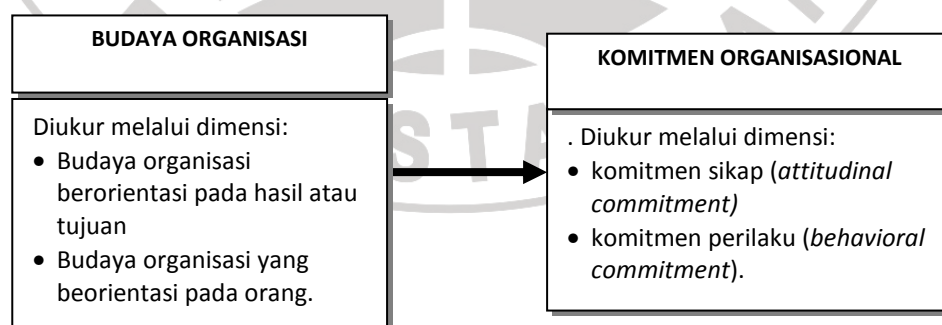 BUDAYA ORGANISASI
Diukur melalui dimensi:
• Budaya organisasi
berorientasi pada hasil atau
tujuan
• Budaya organisasi yang
beorientasi pada orang.
KOMITMEN ORGANISASIONAL
. Diukur melalui dimensi:
• komitmen sikap (attitudinal
commitment)
• komitmen perilaku (behavioral
commitment).